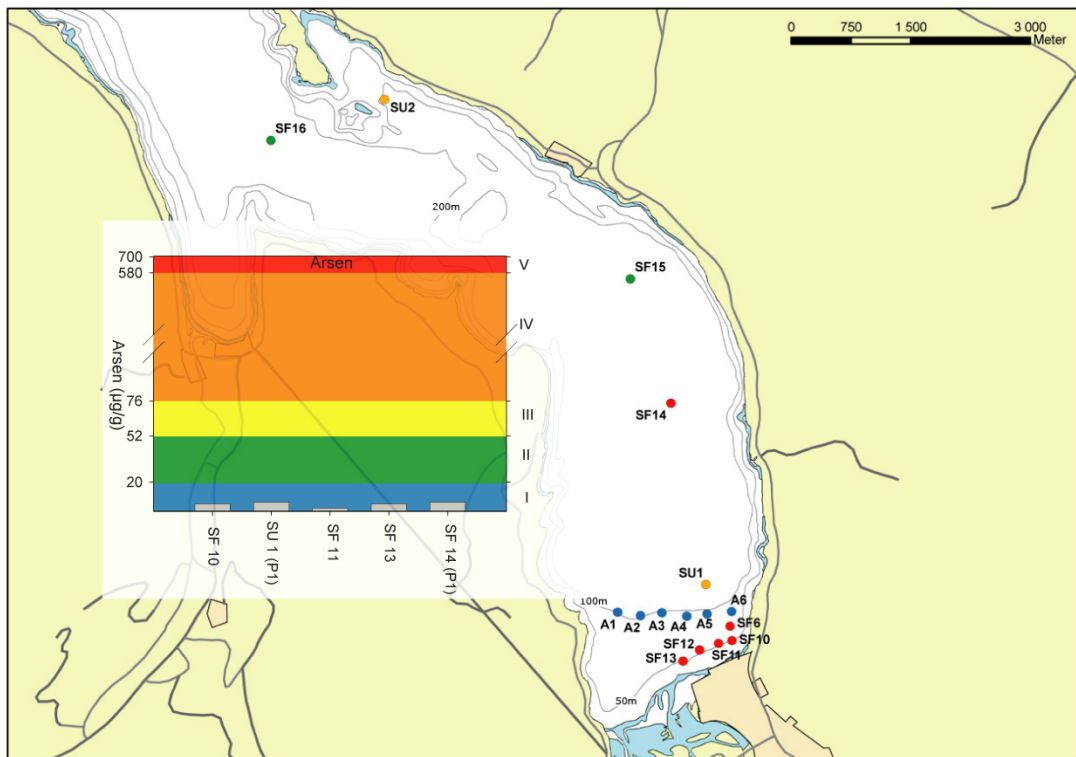 0 750 1 500 3 000
Meter
SU2
SF16
200m
SF15
700
580
76
52
20
Arsen (µg/g)
Arsen
V
IV
III
II
I
SF 10
SU 1 (P1)
SF 11
SF 13
SF 14 (P1)
SF14
SU1
100m
A1
A2
A3
A4
A5
A6
SF6
SF10
SF11
SF12
SF13
50m